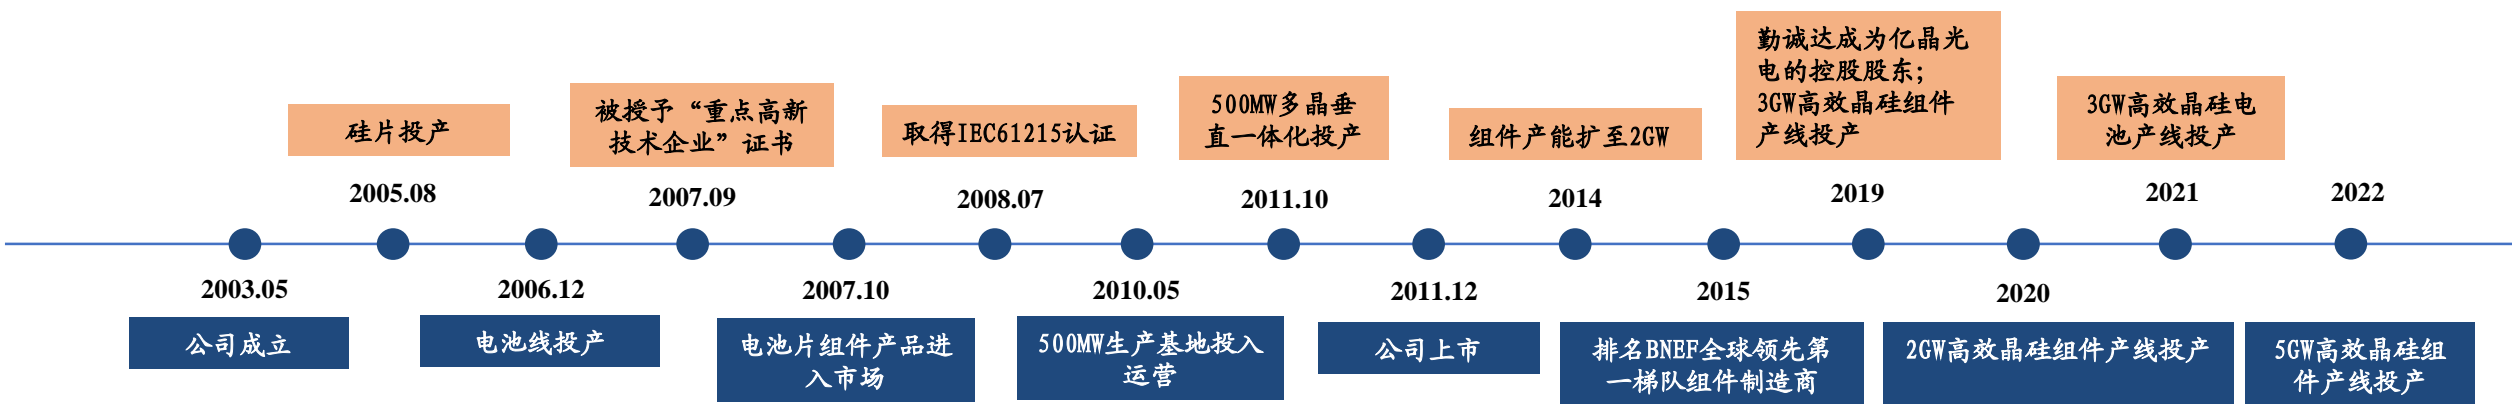 勤诚达成为亿晶光
电的控股股东；
3GW高效晶硅组件
产线投产
硅片投产
被授予“重点高新
技术企业”证书
取得IEC61215认证
500MW多晶垂
直一体化投产
组件产能扩至2GW
3GW高效晶硅电
池产线投产
2005.08
2007.09
2008.07
2011.10
2014
2019
2021
2022
2003.05
2006.12
2007.10
2010.05
2011.12
2015
2020
公司成立
电池线投产
电池片组件产品进
入市场
500MW生产基地投入
运营
公司上市
排名BNEF全球领先第
一梯队组件制造商
2GW高效晶硅组件产线投产
5GW高效晶硅组
件产线投产